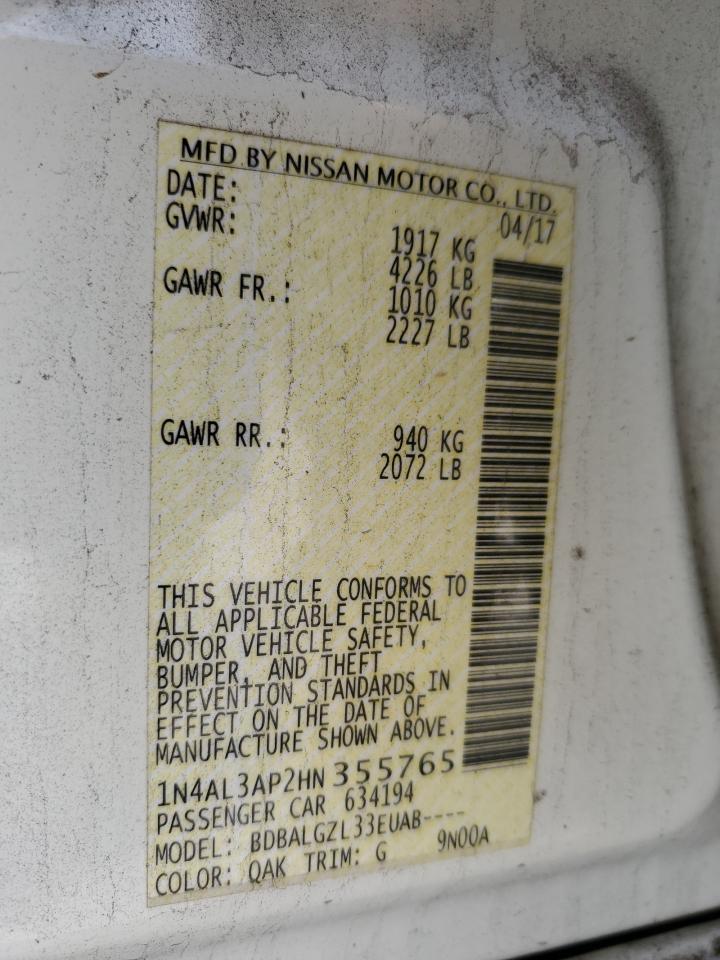 MFD BY NISSAN MOTOR CO., LTD.
DATE: 04/17
GVWR: 1917 KG
4226 LB
GAWR FR.: 1010 KG
2227 LB
GAWR RR.: 940 KG
2072 LB
THIS VEHICLE CONFORMS TO
ALL APPLICABLE FEDERAL
MOTOR VEHICLE SAFETY,
BUMPER, AND THEFT
PREVENTION STANDARDS IN
EFFECT ON THE DATE OF
MANUFACTURE SHOWN ABOVE.
1N4AL3AP2HN 355765
PASSENGER CAR 634194
MODEL: BDBALGZL33EUAB----
COLOR: QAK TRIM: G 9N00A